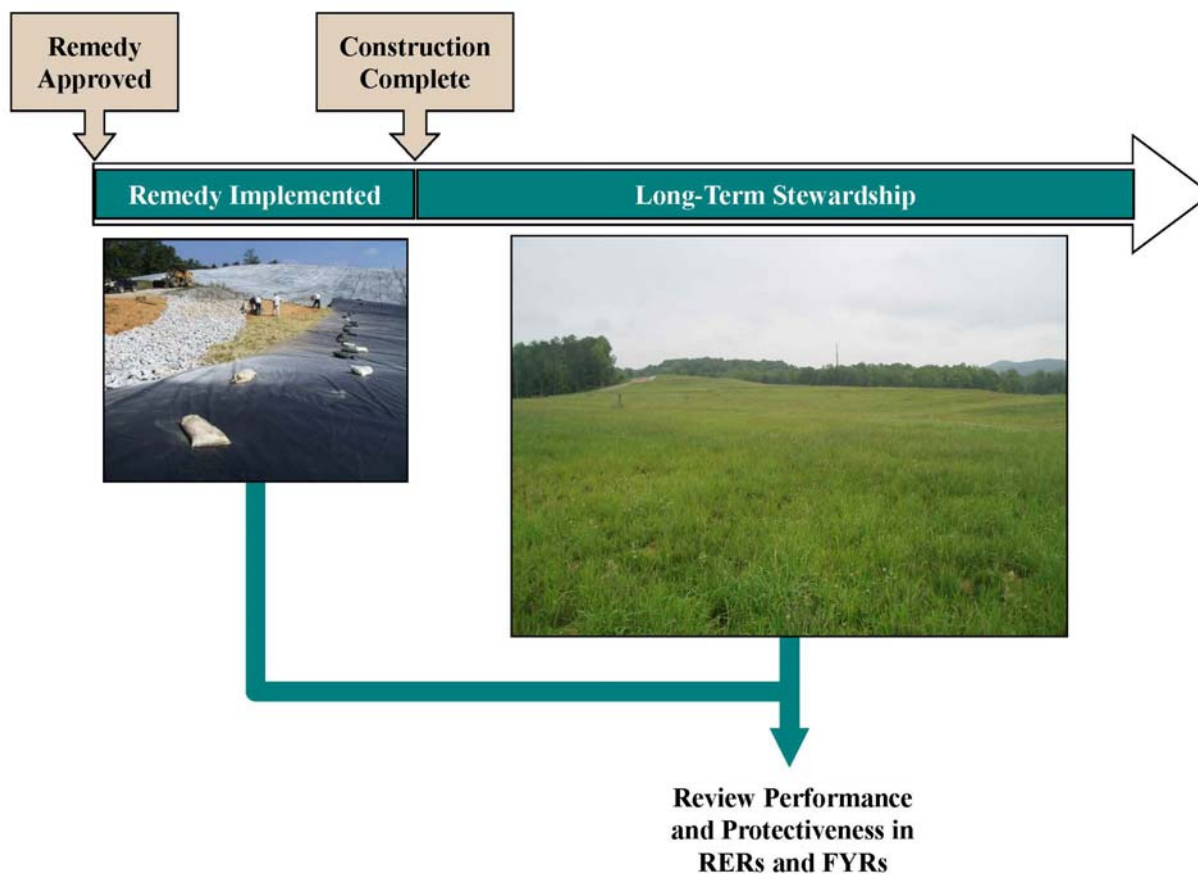 Remedy
Approved
Construction
Complete
Remedy Implemented
Long-Term Stewardship
Review Performance
and Protectiveness in
RERs and FYRs